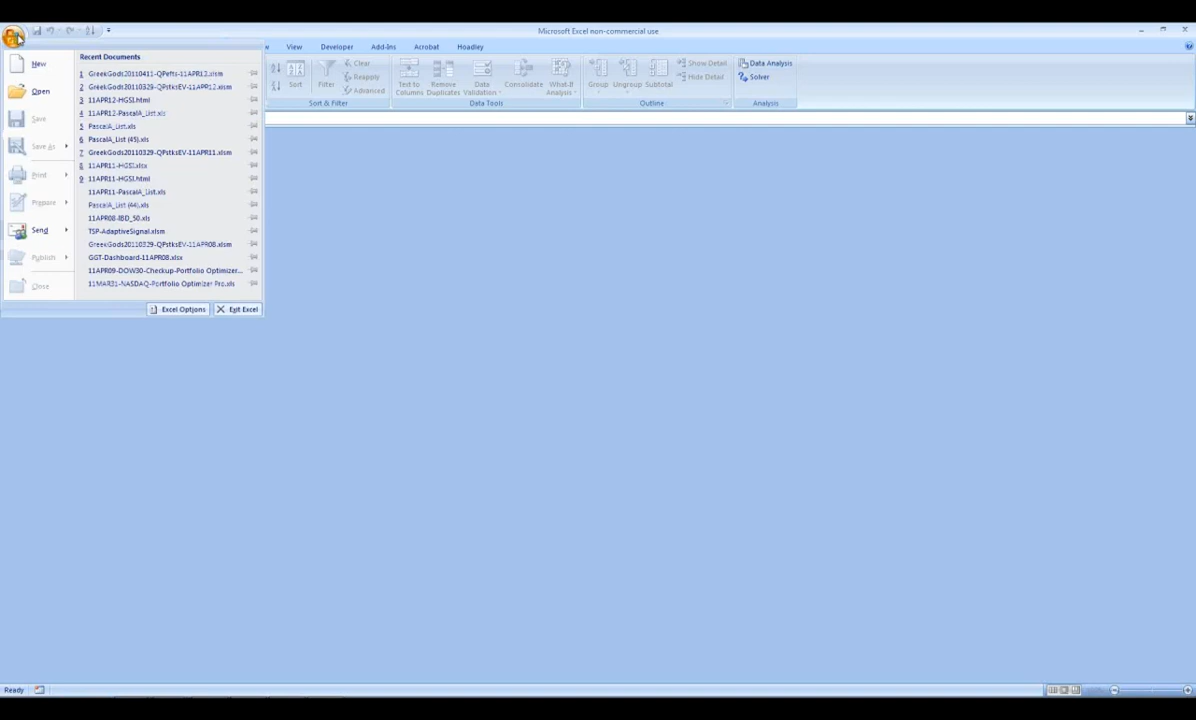 Microsoft Excel non-commercial use
View Developer Add-Ins Acrobat Hoadley
Clear
Reapply
Advanced
Sort Filter
Text to Columns Remove Duplicates Data Validation Consolidate What-If Analysis
Group Ungroup Subtotal
Show Detail
Hide Detail
Data Analysis
Solver
Sort & Filter Data Tools Outline Analysis
New
Open
Save
Save As
Print
Prepare
Send
Publish
Close
Recent Documents
1 GreekGods20110411-QPefts-11APR12.xlsm
2 GreekGods20110329-QPstksEV-11APR12.xlsm
3 11APR12-HGSI.html
4 11APR12-PascalA_List.xls
5 PascalA_List.xls
6 PascalA_List (45).xls
7 GreekGods20110329-QPstksEV-11APR11.xlsm
8 11APR11-HGSI.xlsx
9 11APR11-HGSI.html
11APR11-PascalA_List.xls
PascalA_List (44).xls
11APR08-IBD_50.xls
TSP-AdaptiveSignal.xlsm
GreekGods20110329-QPstksEV-11APR08.xlsm
GGT-Dashboard-11APR08.xlsx
11APR09-DOW30-Checkup-Portfolio Optimizer...
11MAR31-NASDAQ-Portfolio Optimizer Pro.xls
Excel Options Exit Excel
Ready